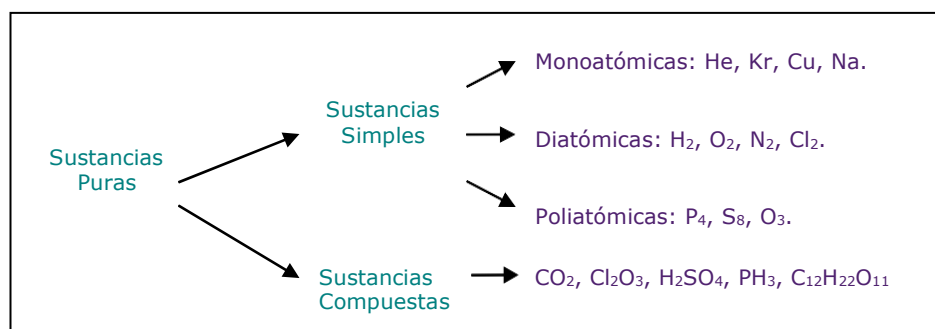 Sustancias
Puras
Sustancias
Simples
Monoatómicas: He, Kr, Cu, Na.
Diatómicas: H₂, O₂, N₂, Cl₂.
Poliatómicas: P₄, S₈, O₃.
Sustancias
Compuestas
CO₂, Cl₂O₃, H₂SO₄, PH₃, C₁₂H₂₂O₁₁